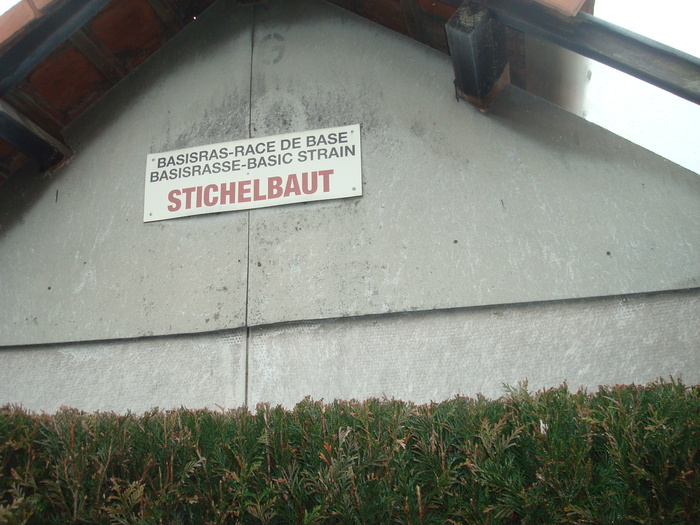 BASISRAS-RACE DE BASE
BASISRASSE-BASIC STRAIN
STICHELBAUT